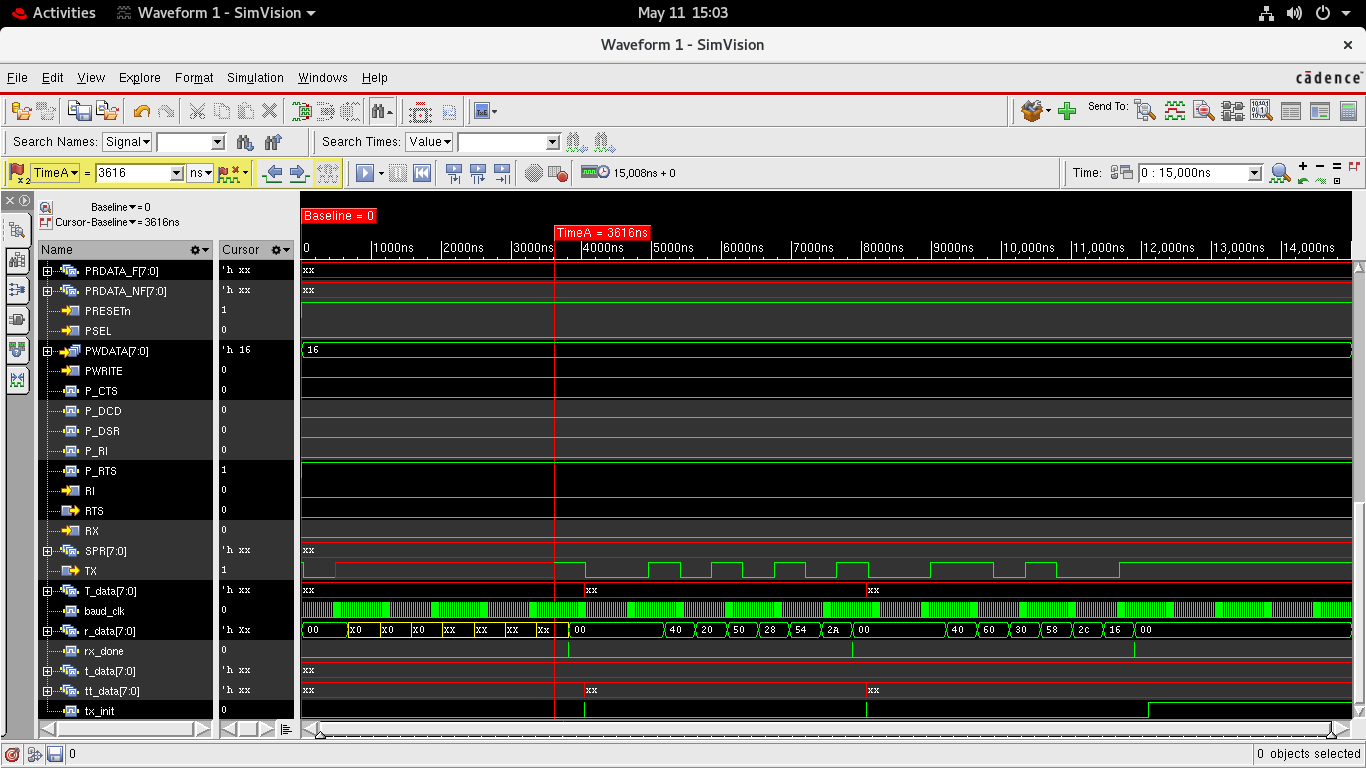 Activities Waveform 1 - SimVision May 11 15:03
Waveform 1 - SimVision
File Edit View Explore Format Simulation Windows Help cādence
Send To:
Search Names: Signal Search Times: Value
TimeA = 3616 ns 15,008ns + 0 Time: 0 : 15,000ns
Baseline = 0
Cursor-Baseline = 3616ns
Baseline = 0
TimeA = 3616ns
Name Cursor 0 1000ns 2000ns 3000ns 4000ns 5000ns 6000ns 7000ns 8000ns 9000ns 10,000ns 11,000ns 12,000ns 13,000ns 14,000ns
PRDATA_F[7:0] 'h xx xx
PRDATA_NF[7:0] 'h xx xx
PRESETn 1
PSEL 0
PWDATA[7:0] 'h 16 16
PWRITE 0
P_CTS 0
P_DCD 0
P_DSR 0
P_RI 0
P_RTS 1
RI 0
RTS 0
RX 0
SPR[7:0] 'h xx xx
TX 1
T_data[7:0] 'h xx xx xx xx
baud_clk 0
r_data[7:0] 'h Xx 00 x0 x0 x0 xx xx xx xx 00 40 20 50 28 54 2A 00 40 60 30 58 2c 16 00
rx_done 0
t_data[7:0] 'h xx xx
tt_data[7:0] 'h xx xx xx xx
tx_init 0
0 0 objects selected